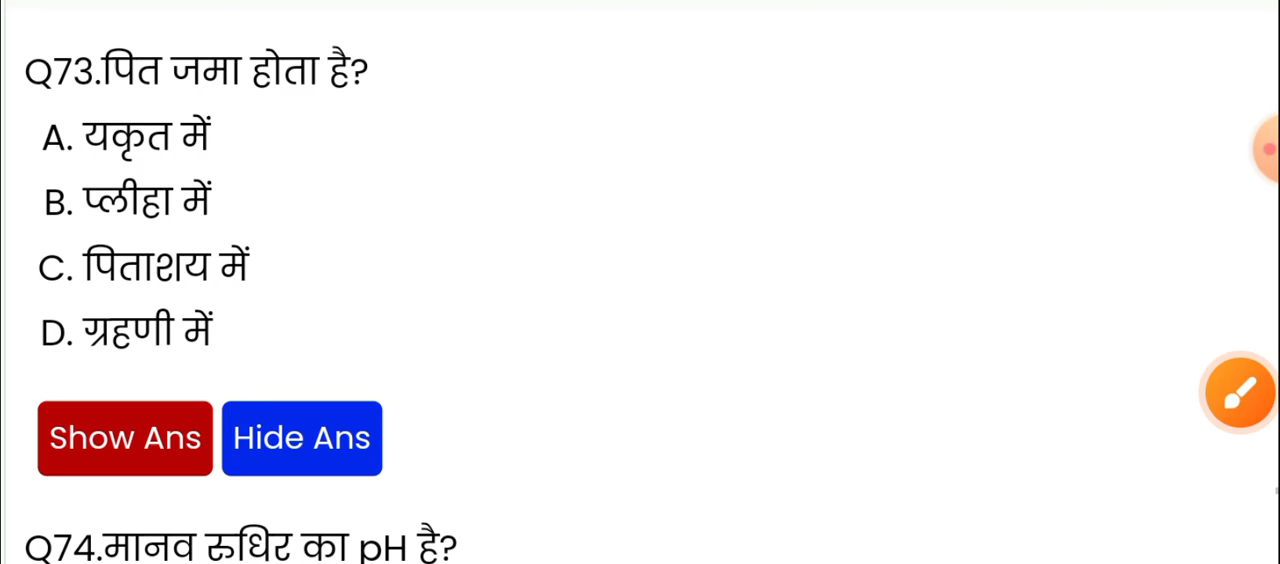 Q73.पित जमा होता है?
A. यकृत में
B. प्लीहा में
C. पिताशय में
D. ग्रहणी में
Show Ans Hide Ans
Q74.मानव रुधिर का pH है?